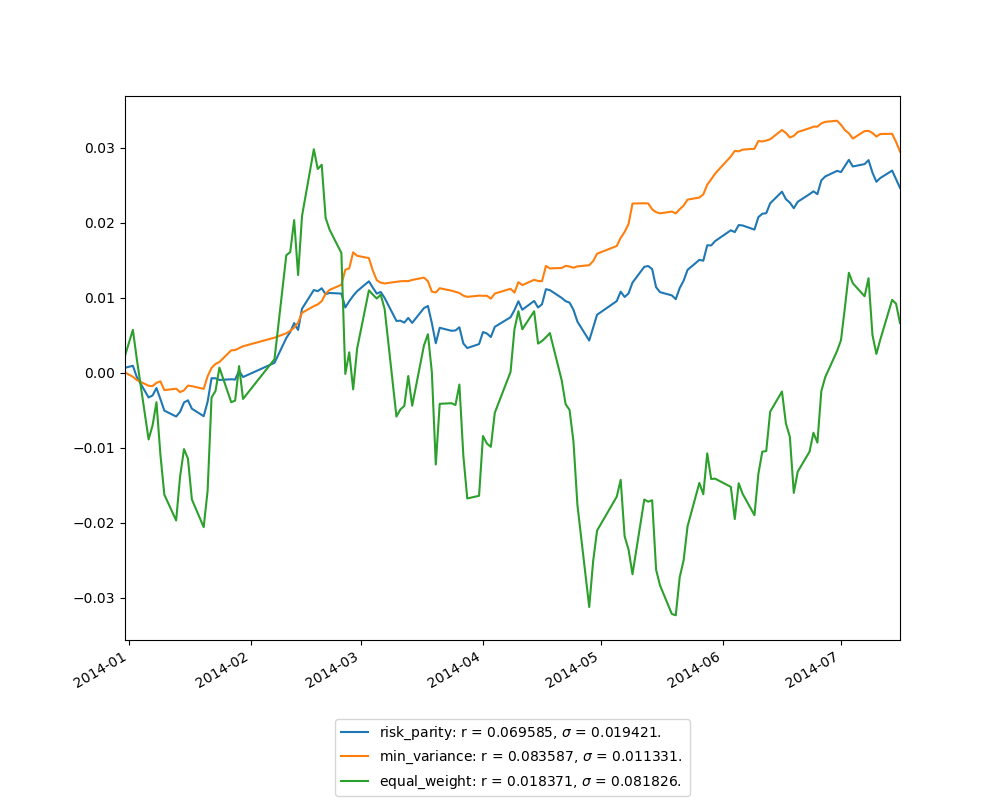 0.03
0.02
0.01
0.00
−0.01
−0.02
−0.03
2014-01 2014-02 2014-03 2014-04 2014-05 2014-06 2014-07
risk_parity: r = 0.069585, σ = 0.019421.
min_variance: r = 0.083587, σ = 0.011331.
equal_weight: r = 0.018371, σ = 0.081826.